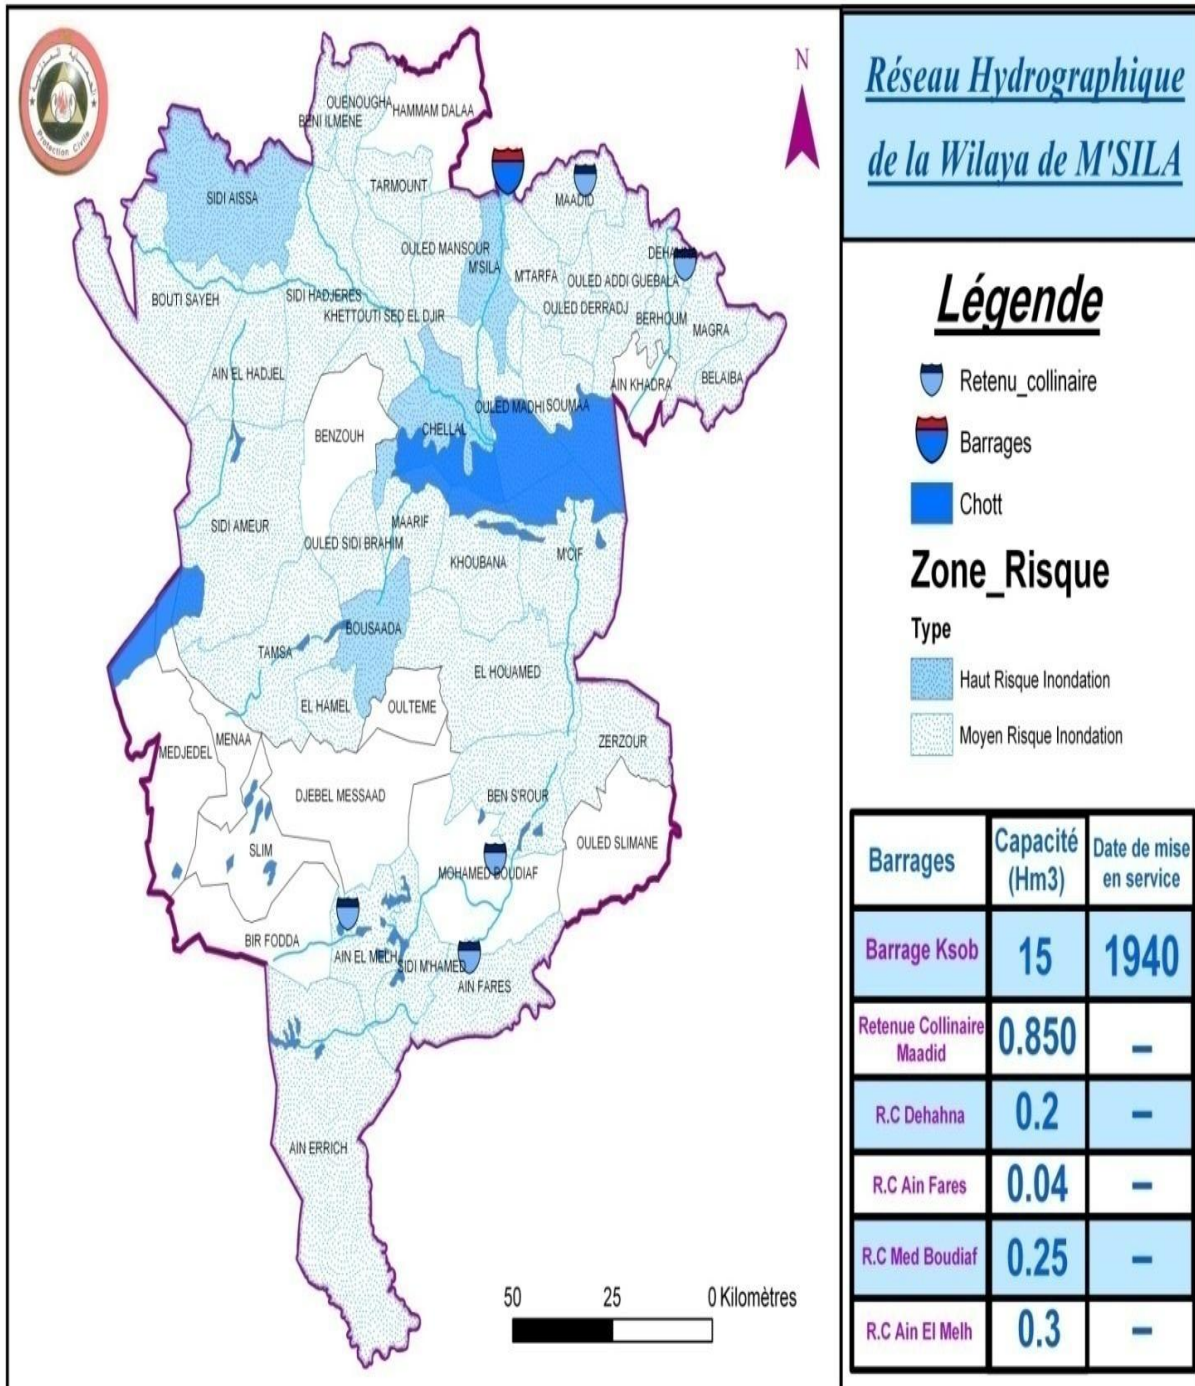 Réseau Hydrographique
de la Wilaya de M'SILA
N
Protection Civile
OUENOUGHA
BENI ILMENE
HAMMAM DALAA
TARMOUNT
SIDI AISSA
MAADID
OULED MANSOUR
M'SILA
M'TARFA
OULED ADDI GUEBALA
OULED DERRADJ
BERHOUM
MAGRA
BELAIBA
AIN KHADRA
BOUTI SAYEH
SIDI HADJERES
KHETTOUTI SED EL DJIR
AIN EL HADJEL
BENZOUH
CHELLAL
OULED MADHI
SOUMAA
SIDI AMEUR
OULED SIDI BRAHIM
MAARIF
KHOUBANA
M'CIF
TAMSA
BOUSAADA
EL HOUAMED
EL HAMEL
OULTEME
MEDJEDEL
MENAA
ZERZOUR
DJEBEL MESSAAD
BEN S'ROUR
SLIM
OULED SLIMANE
MOHAMED BOUDIAF
BIR FODDA
AIN EL MELH
SIDI M'HAMED
AIN FARES
AIN ERRICH
50 25 0 Kilomètres
Légende
Retenu_collinaire
Barrages
Chott
Zone_Risque
Type
Haut Risque Inondation
Moyen Risque Inondation
Barrages Capacité (Hm3) Date de mise en service
Barrage Ksob 15 1940
Retenue Collinaire Maadid 0.850 –
R.C Dehahna 0.2 –
R.C Ain Fares 0.04 –
R.C Med Boudiaf 0.25 –
R.C Ain El Melh 0.3 –